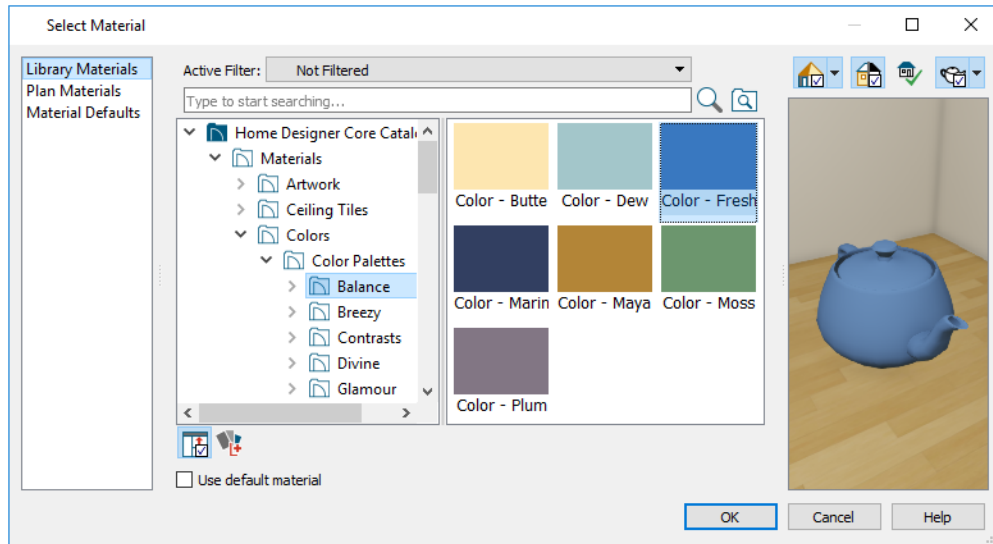 Select Material
Library Materials
Plan Materials
Material Defaults
Active Filter: Not Filtered
Type to start searching...
Home Designer Core Catal
Materials
Artwork
Ceiling Tiles
Colors
Color Palettes
Balance
Breezy
Contrasts
Divine
Glamour
Color - Butte Color - Dew Color - Fresh
Color - Marin Color - Maya Color - Moss
Color - Plum
Use default material
OK Cancel Help